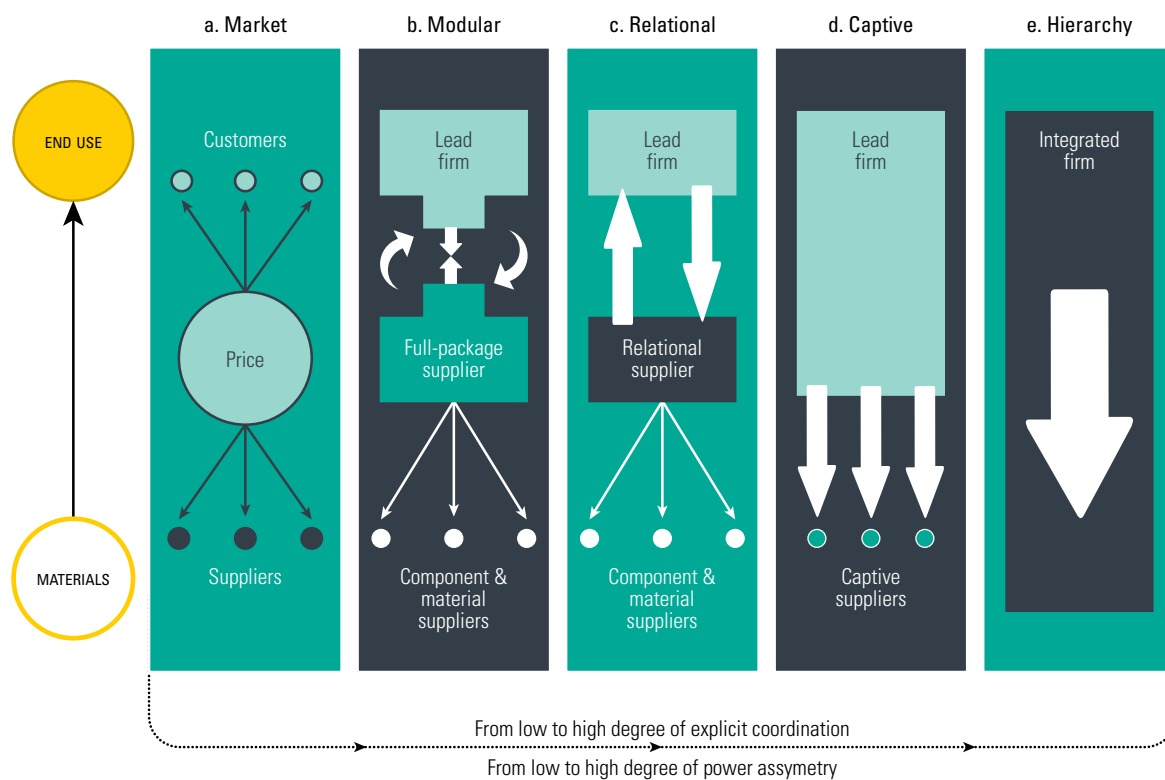 a. Market
b. Modular
c. Relational
d. Captive
e. Hierarchy
END USE
MATERIALS
Customers
Price
Suppliers
Lead
firm
Full-package
supplier
Component &
material
suppliers
Lead
firm
Relational
supplier
Component &
material
suppliers
Lead
firm
Captive
suppliers
Integrated
firm
From low to high degree of explicit coordination
From low to high degree of power assymetry